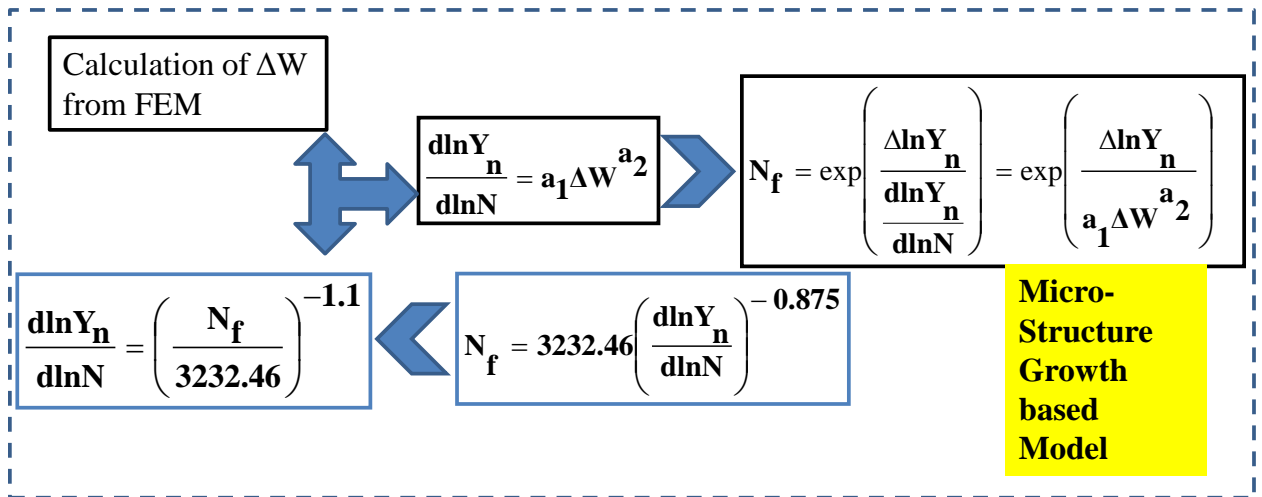 Calculation of ΔW
from FEM
dlnY_n/dlnN = a_1ΔW^a_2
N_f = exp(ΔlnY_n/(dlnY_n/dlnN)) = exp(ΔlnY_n/(a_1ΔW^a_2))
dlnY_n/dlnN = (N_f/3232.46)^−1.1
N_f = 3232.46(dlnY_n/dlnN)^−0.875
Micro-
Structure
Growth
based
Model